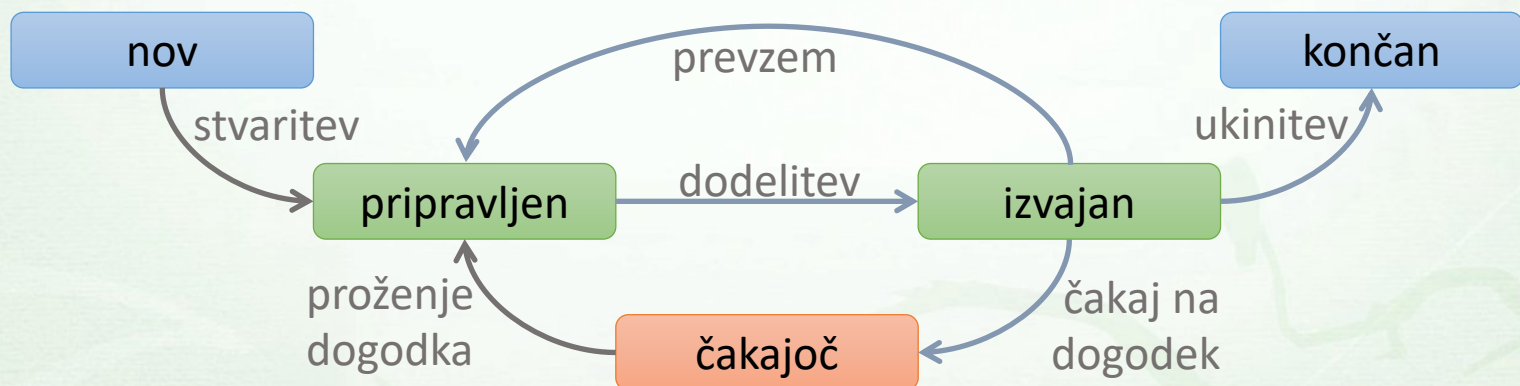 nov
prevzem
končan
stvaritev
ukinitev
pripravljen
dodelitev
izvajan
proženje
dogodka
čakajoč
čakaj na
dogodek